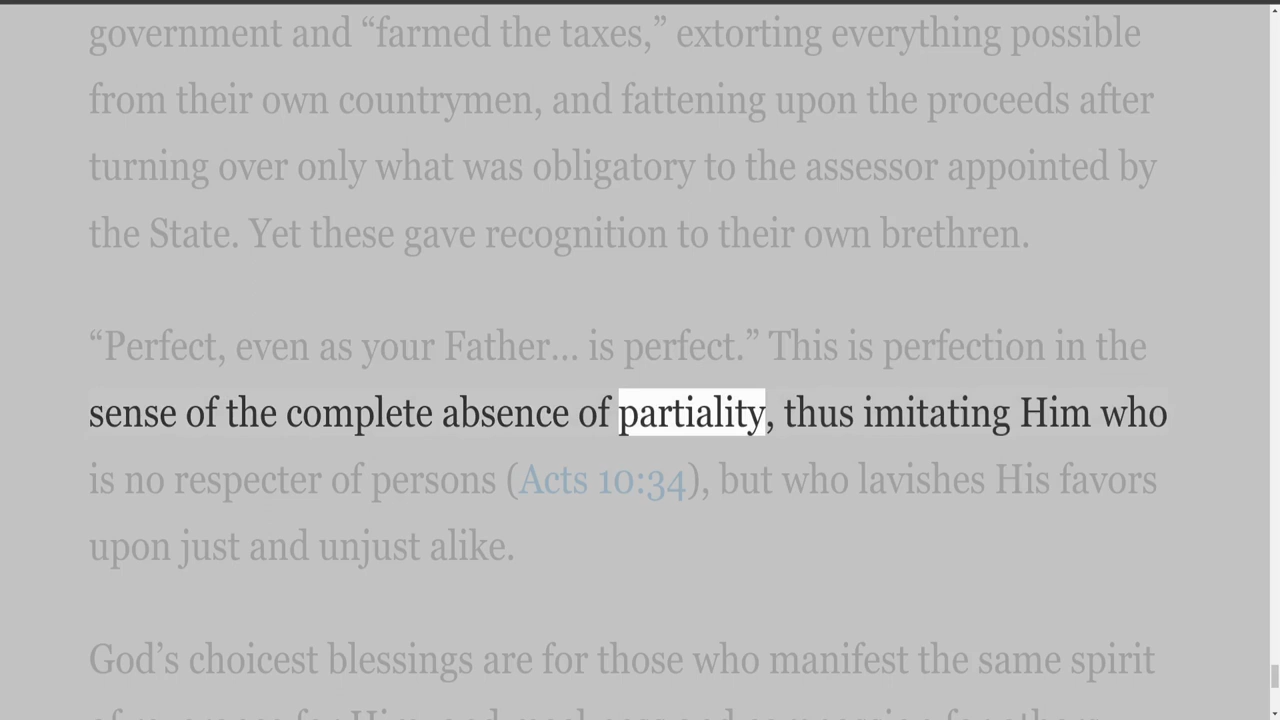 government and “farmed the taxes,” extorting everything possible
from their own countrymen, and fattening upon the proceeds after
turning over only what was obligatory to the assessor appointed by
the State. Yet these gave recognition to their own brethren.
“Perfect, even as your Father... is perfect.” This is perfection in the
sense of the complete absence of partiality, thus imitating Him who
is no respecter of persons (Acts 10:34), but who lavishes His favors
upon just and unjust alike.
God’s choicest blessings are for those who manifest the same spirit